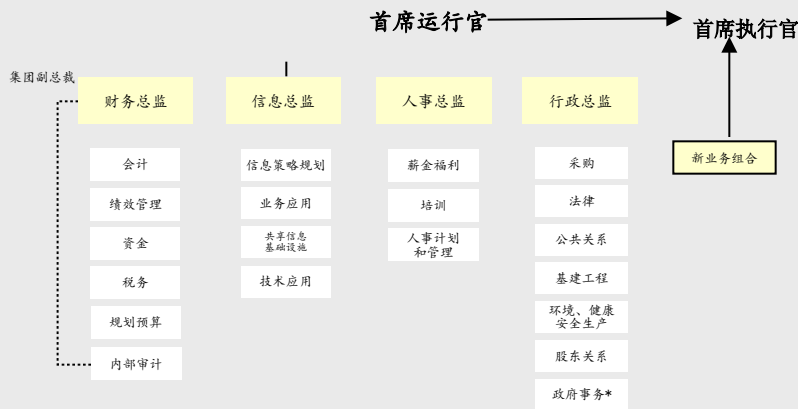 首席运行官
首席执行官
集团副总裁
财务总监
信息总监
人事总监
行政总监
新业务组合
会计
绩效管理
资金
税务
规划预算
内部审计
信息策略规划
业务应用
共享信息
基础设施
技术应用
薪金福利
培训
人事计划
和管理
采购
法律
公共关系
基建工程
环境、健康
安全生产
股东关系
政府事务*